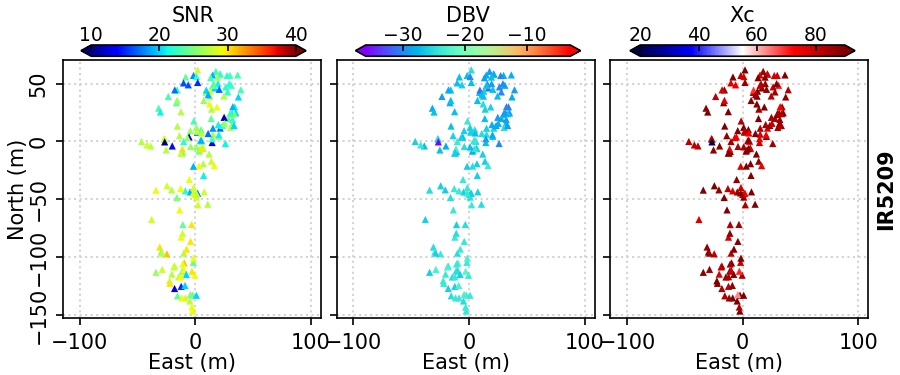 SNR DBV Xc
10 20 30 40 −30 −20 −10 20 40 60 80
50
0
−50
−100
−150
North (m)
−100 0 100 −100 0 100 −100 0 100
East (m) East (m) East (m)
IR5209